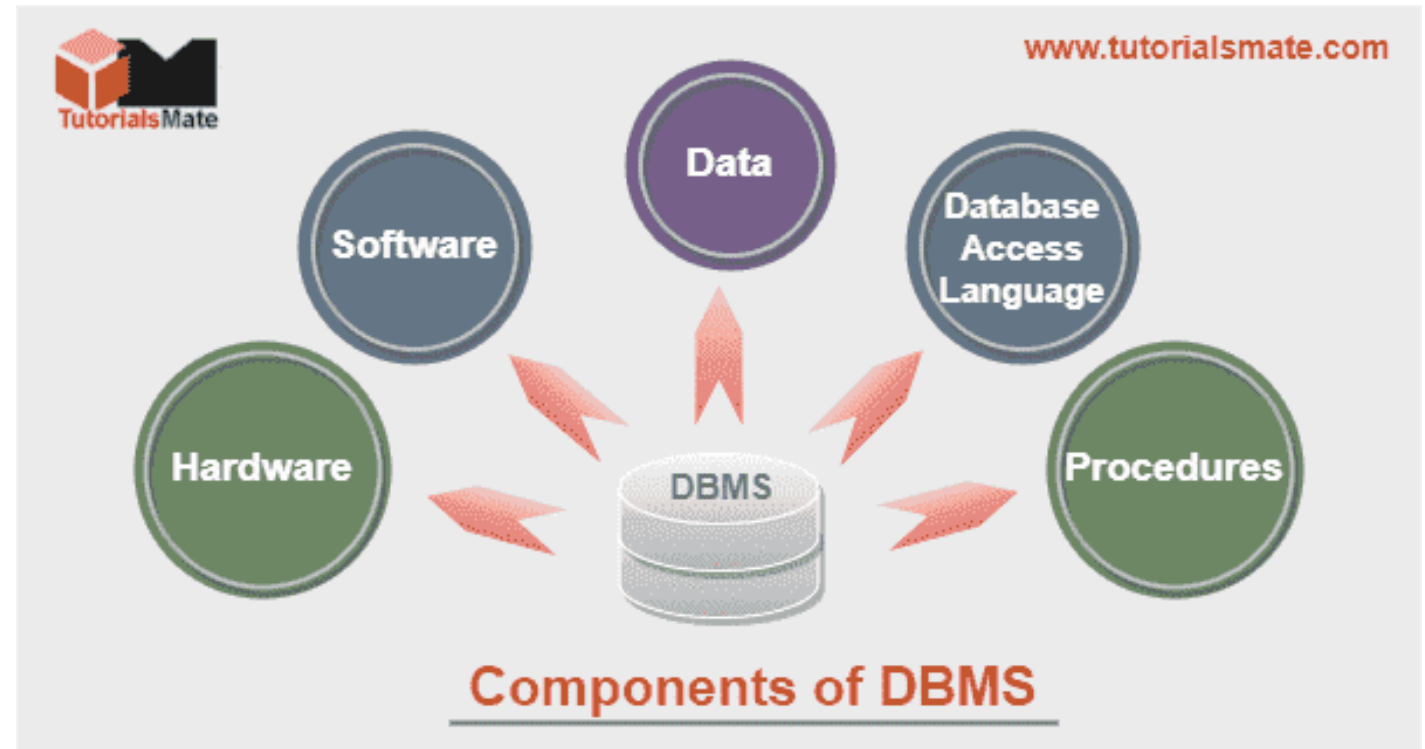 TutorialsMate
www.tutorialsmate.com
Data
Software
Database
Access
Language
Hardware
Procedures
DBMS
Components of DBMS